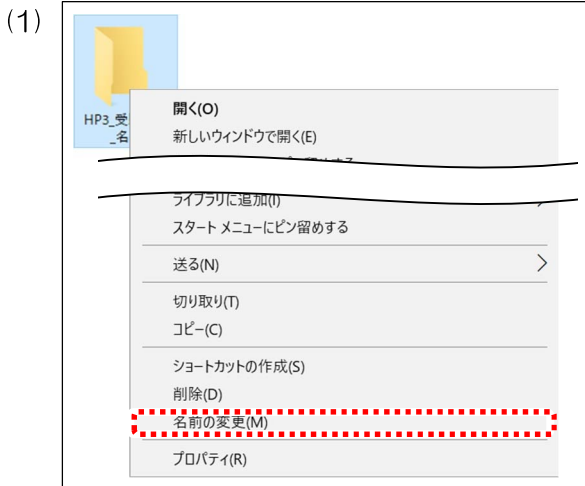 (1)
HP3_受
_名
開く(O)
新しいウィンドウで開く(E)
ライブラリに追加(I)
スタート メニューにピン留めする
送る(N)
切り取り(T)
コピー(C)
ショートカットの作成(S)
削除(D)
名前の変更(M)
プロパティ(R)